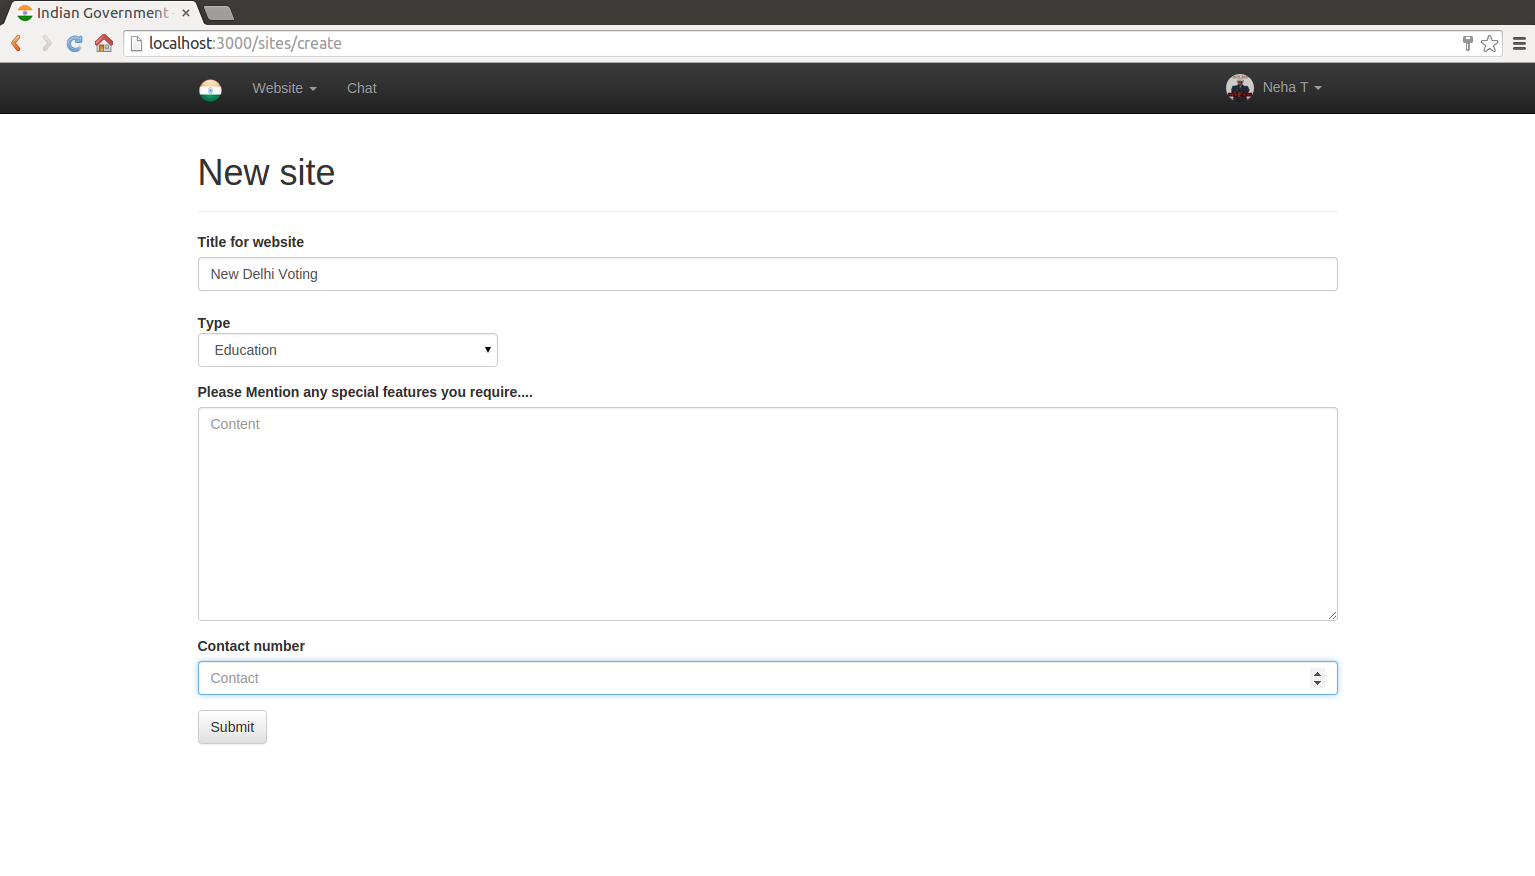 Indian Government
localhost:3000/sites/create
Website
Chat
Neha T
New site
Title for website
New Delhi Voting
Type
Education
Please Mention any special features you require....
Content
Contact number
Contact
Submit